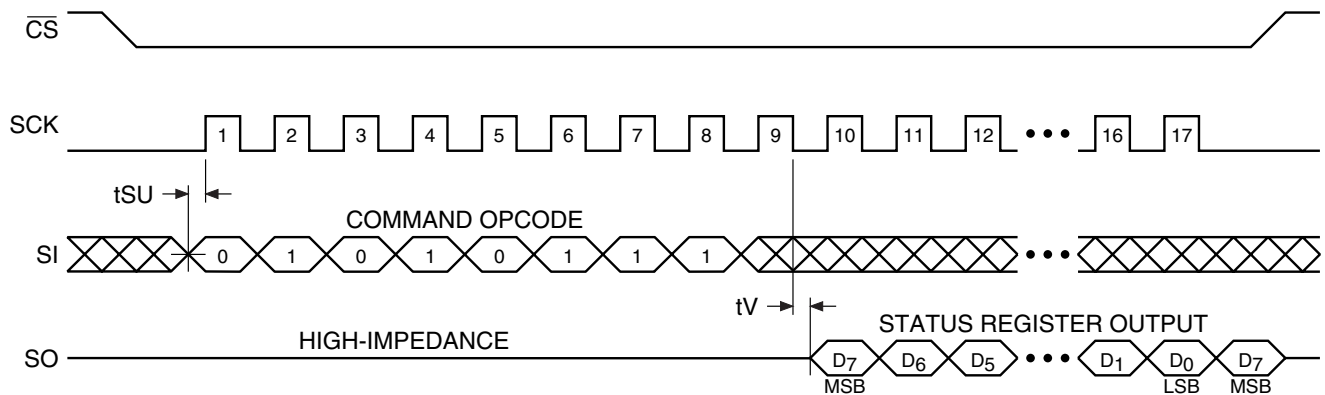 CS
SCK 1 2 3 4 5 6 7 8 9 10 11 12 ••• 16 17
tSU
COMMAND OPCODE
SI 0 1 0 1 0 1 1 1 •••
tV
HIGH-IMPEDANCE
STATUS REGISTER OUTPUT
SO D7 D6 D5 ••• D1 D0 D7
MSB LSB MSB